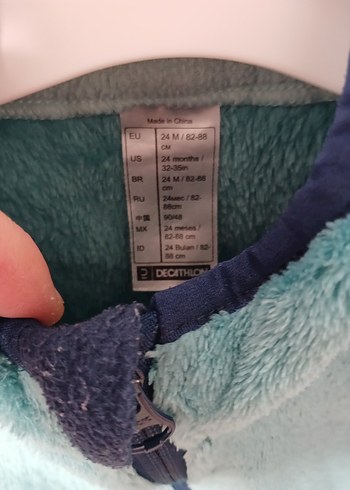 Made in China
EU 24 M / 82-88 CM
US 24 months / 32-35in
BR 24 M / 82-88 cm
RU 24мес / 82-88cm
中国 90/48
MX 24 meses / 82-88 cm
ID 24 Bulan / 82-88 cm
DECATHLON